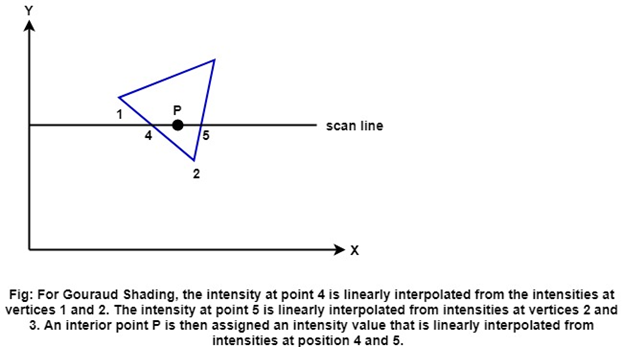 Y
1
P
4
5
scan line
2
X
Fig: For Gouraud Shading, the intensity at point 4 is linearly interpolated from the intensities at
vertices 1 and 2. The intensity at point 5 is linearly interpolated from intensities at vertices 2 and
3. An interior point P is then assigned an intensity value that is linearly interpolated from
intensities at position 4 and 5.